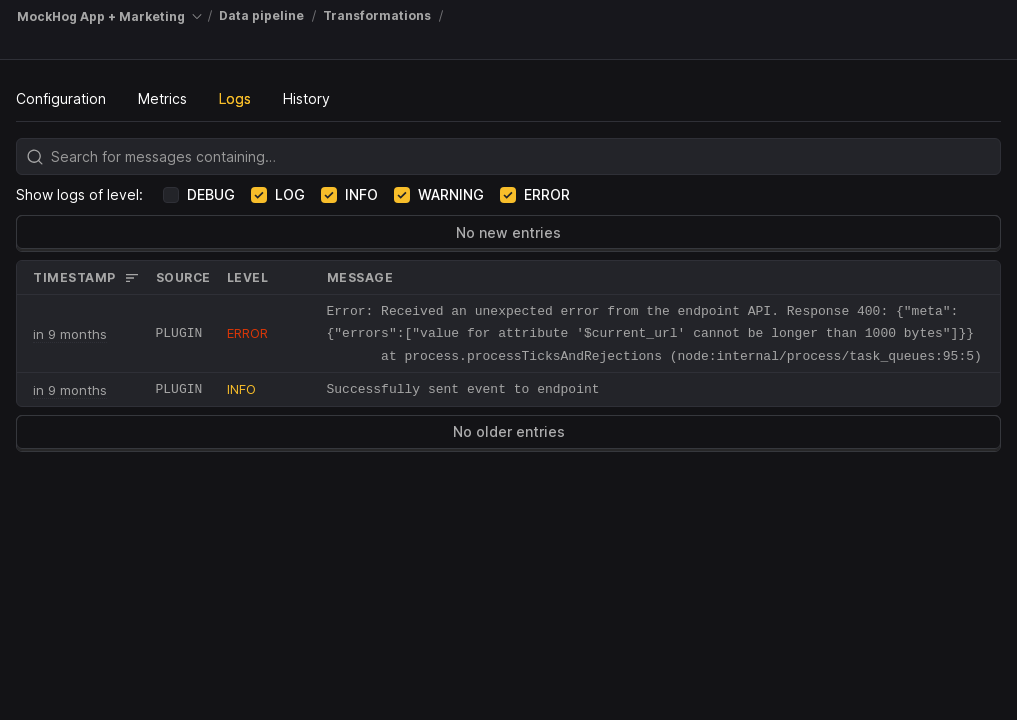 MockHog App + Marketing / Data pipeline / Transformations /
Configuration Metrics Logs History
Search for messages containing…
Show logs of level: DEBUG LOG INFO WARNING ERROR
No new entries
TIMESTAMP SOURCE LEVEL MESSAGE
in 9 months PLUGIN ERROR
Error: Received an unexpected error from the endpoint API. Response 400: {"meta":
{"errors":["value for attribute '$current_url' cannot be longer than 1000 bytes"]}}
at process.processTicksAndRejections (node:internal/process/task_queues:95:5)
in 9 months PLUGIN INFO Successfully sent event to endpoint
No older entries